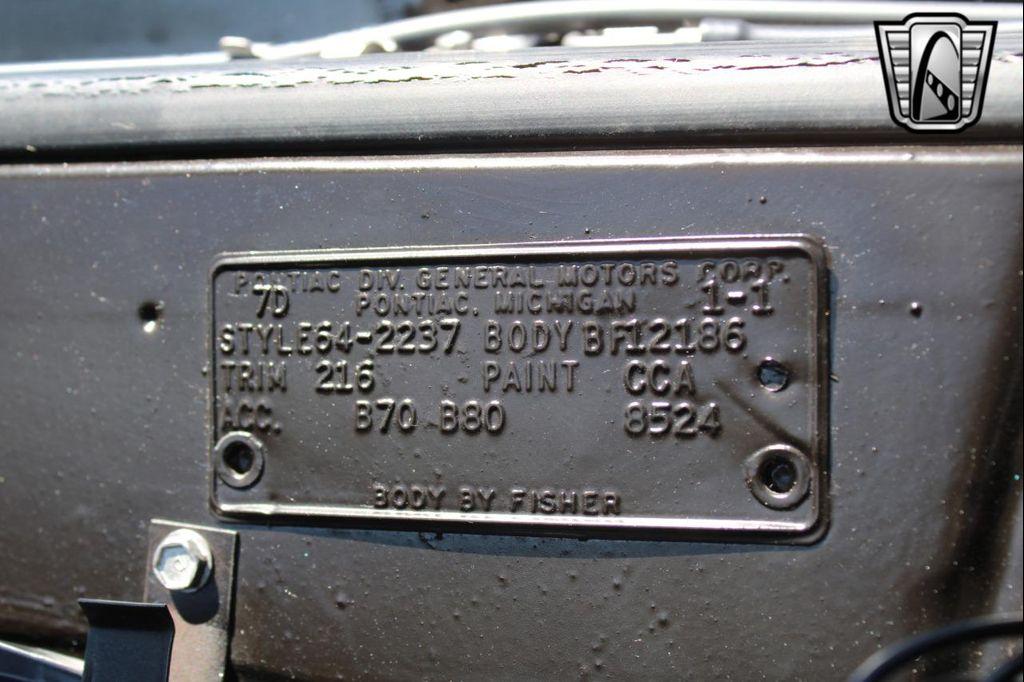 PONTIAC DIV. GENERAL MOTORS CORP.
7D PONTIAC, MICHIGAN 1-1
STYLE64-2237 BODY BF12186
TRIM 216 PAINT CCA
ACC. B70 B80 8524
BODY BY FISHER